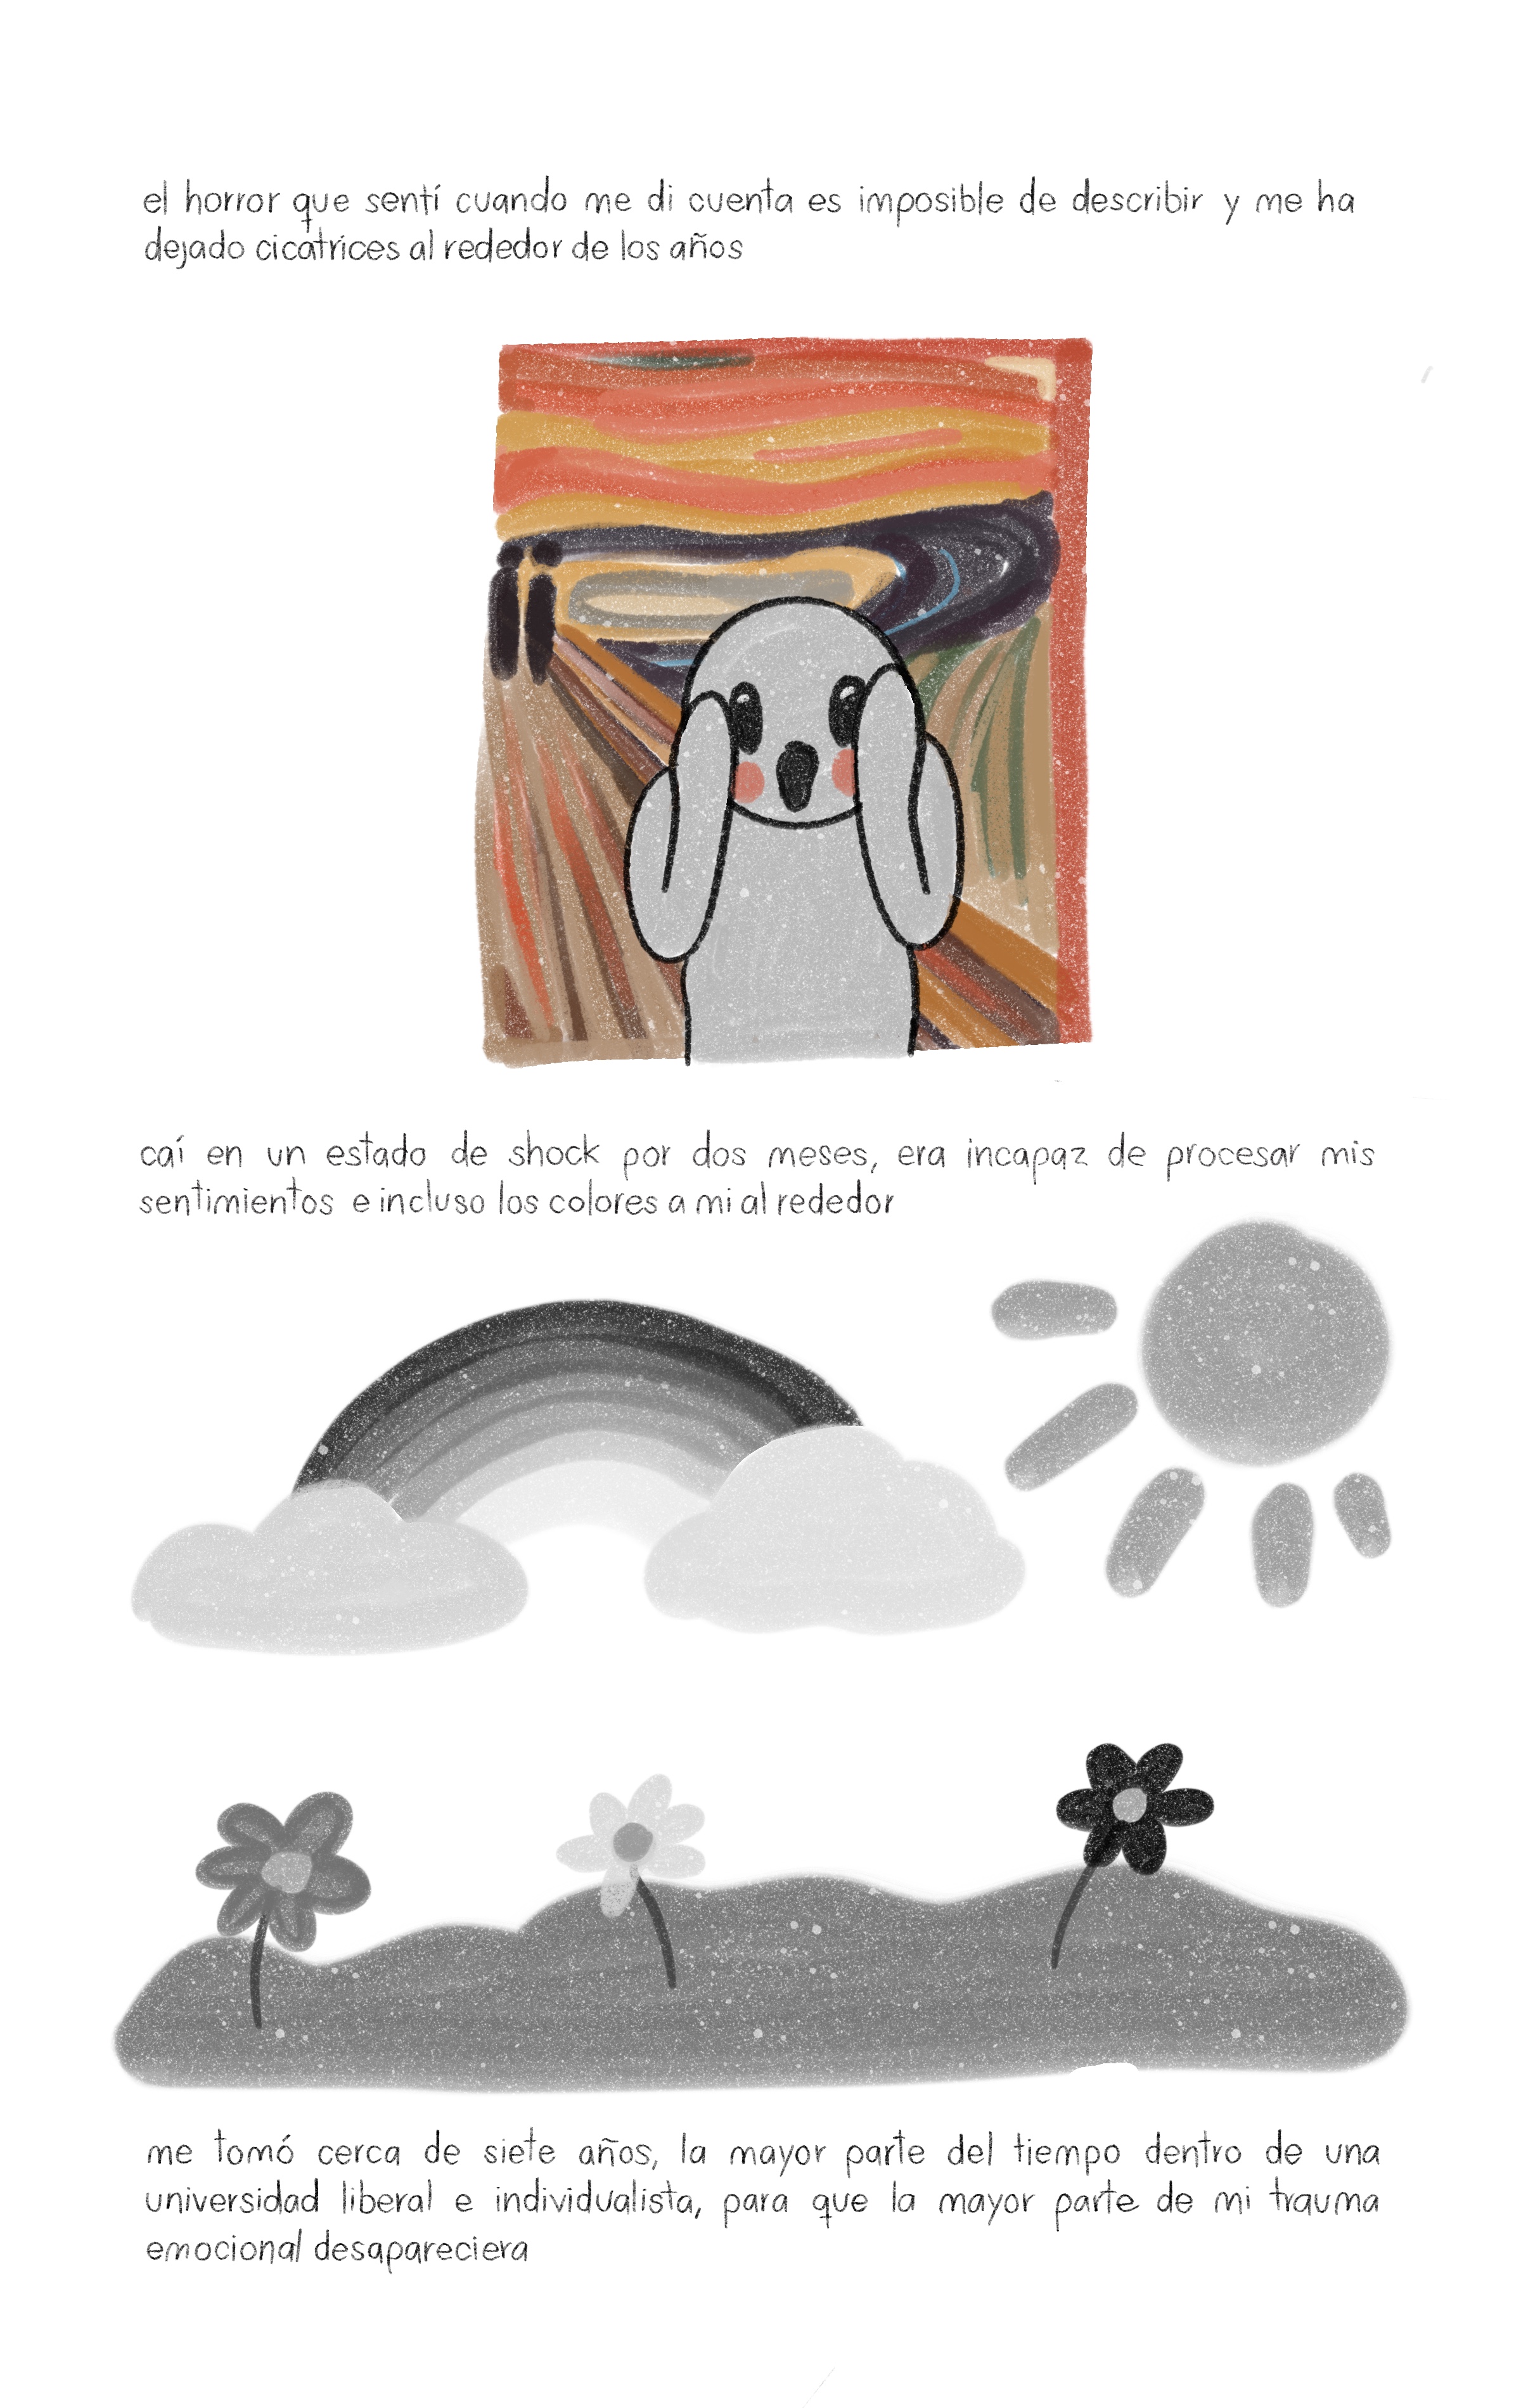 el horror que sentí cuando me di cuenta es imposible de describir y me ha
dejado cicatrices al rededor de los años
caí en un estado de shock por dos meses, era incapaz de procesar mis
sentimientos e incluso los colores a mi al rededor
me tomó cerca de siete años, la mayor parte del tiempo dentro de una
universidad liberal e individualista, para que la mayor parte de mi trauma
emocional desapareciera